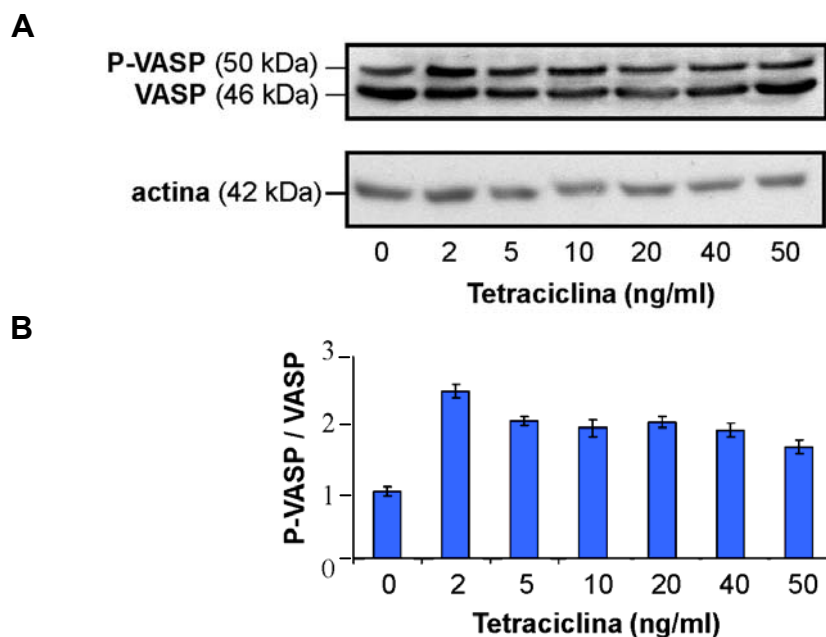 A
P-VASP (50 kDa)
VASP (46 kDa)
actina (42 kDa)
0 2 5 10 20 40 50
Tetraciclina (ng/ml)
B
P-VASP / VASP
3
2
1
0
0 2 5 10 20 40 50
Tetraciclina (ng/ml)